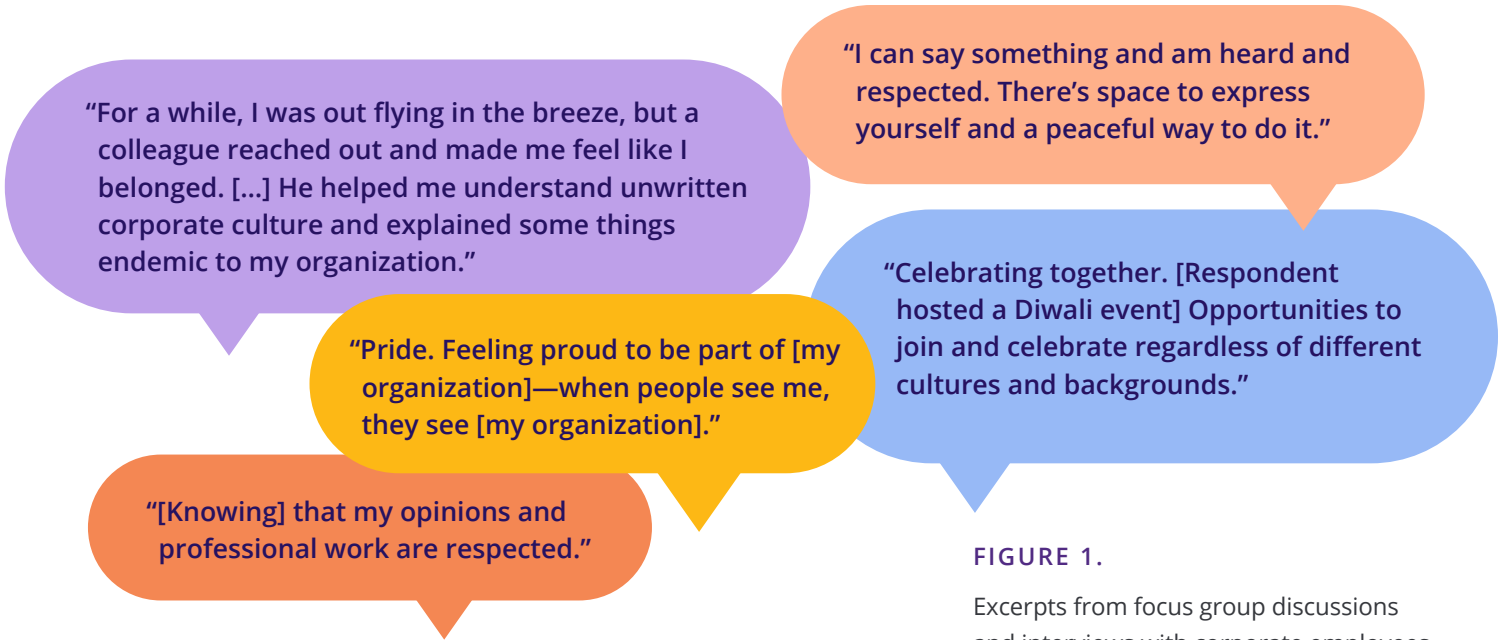 “For a while, I was out flying in the breeze, but a
colleague reached out and made me feel like I
belonged. [...] He helped me understand unwritten
corporate culture and explained some things
endemic to my organization.”
“I can say something and am heard and
respected. There’s space to express
yourself and a peaceful way to do it.”
“Celebrating together. [Respondent
hosted a Diwali event] Opportunities to
join and celebrate regardless of different
cultures and backgrounds.”
“Pride. Feeling proud to be part of [my
organization]—when people see me,
they see [my organization].”
“[Knowing] that my opinions and
professional work are respected.”
FIGURE 1.
Excerpts from focus group discussions
and interviews with corporate employees